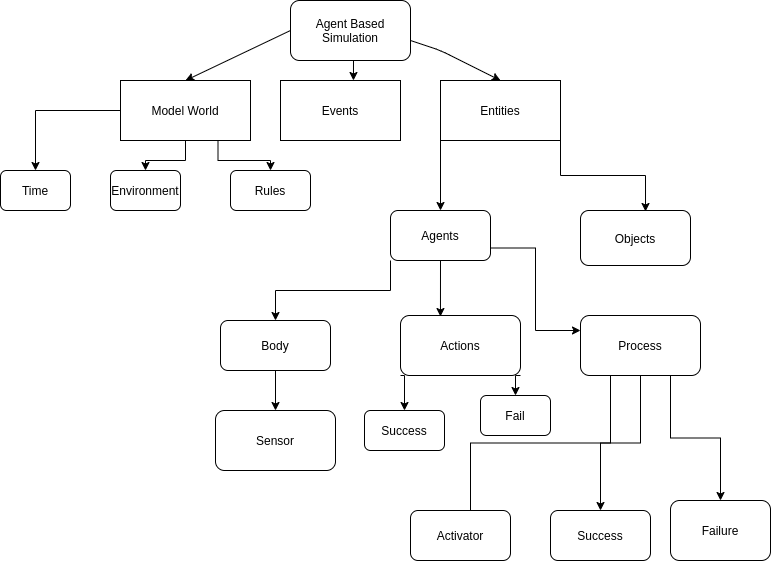 Agent Based
Simulation
Model World
Events
Entities
Time
Environment
Rules
Agents
Objects
Body
Actions
Process
Sensor
Success
Fail
Activator
Success
Failure